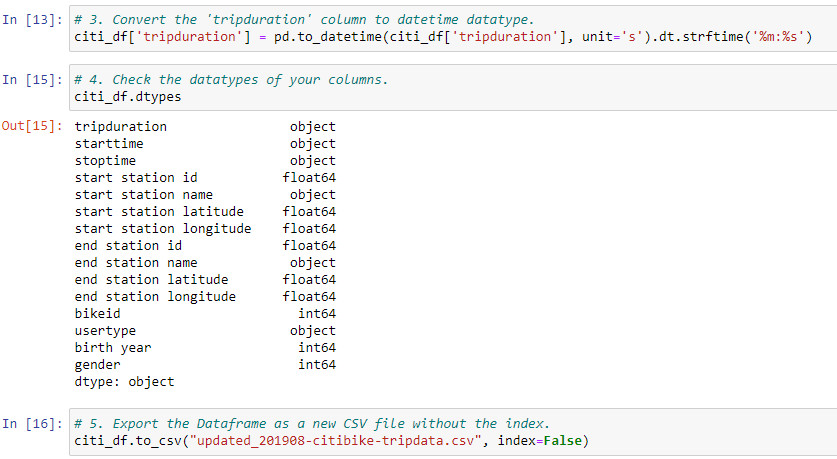 In [13]: # 3. Convert the 'tripduration' column to datetime datatype.
citi_df['tripduration'] = pd.to_datetime(citi_df['tripduration'], unit='s').dt.strftime('%m:%s')
In [15]: # 4. Check the datatypes of your columns.
citi_df.dtypes
Out[15]: tripduration object
starttime object
stoptime object
start station id float64
start station name object
start station latitude float64
start station longitude float64
end station id float64
end station name object
end station latitude float64
end station longitude float64
bikeid int64
usertype object
birth year int64
gender int64
dtype: object
In [16]: # 5. Export the Dataframe as a new CSV file without the index.
citi_df.to_csv("updated_201908-citibike-tripdata.csv", index=False)